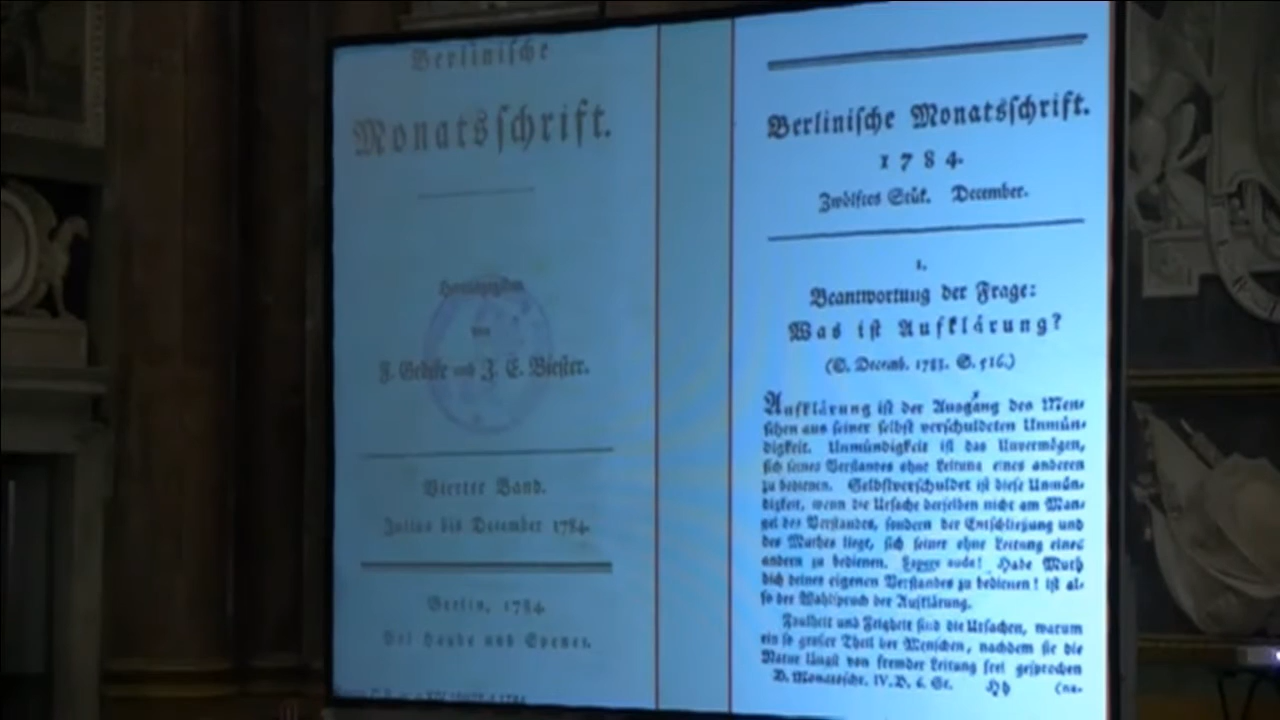 Berlinische
Monatsschrift.
Herausgegeben
von
F. Gedike und J. E. Biester.
Vierter Band.
Julius bis December 1784.
Berlin, 1784.
Bei Haude und Spener.
Berlinische Monatsschrift.
1784.
Zwölftes Stük. December.
1.
Beantwortung der Frage:
Was ist Aufklärung?
(S. Decemb. 1783. S. 516.)
Aufklärung ist der Ausgang des Men-
schen aus seiner selbst verschuldeten Unmün-
digkeit. Unmündigkeit ist das Unvermögen,
sich seines Verstandes ohne Leitung eines anderen
zu bedienen. Selbstverschuldet ist diese Unmün-
digkeit, wenn die Ursache derselben nicht am Man-
gel des Verstandes, sondern der Entschließung und
des Muthes liegt, sich seiner ohne Leitung eines
andern zu bedienen. Sapere aude! Habe Muth
dich deines eigenen Verstandes zu bedienen! ist al-
so der Wahlspruch der Aufklärung.
Faulheit und Feigheit sind die Ursachen, warum
ein so großer Theil der Menschen, nachdem sie die
Natur längst von fremder Leitung frei gesprochen
B. Monatsschr. IV. B. 6. St. Hh (na-